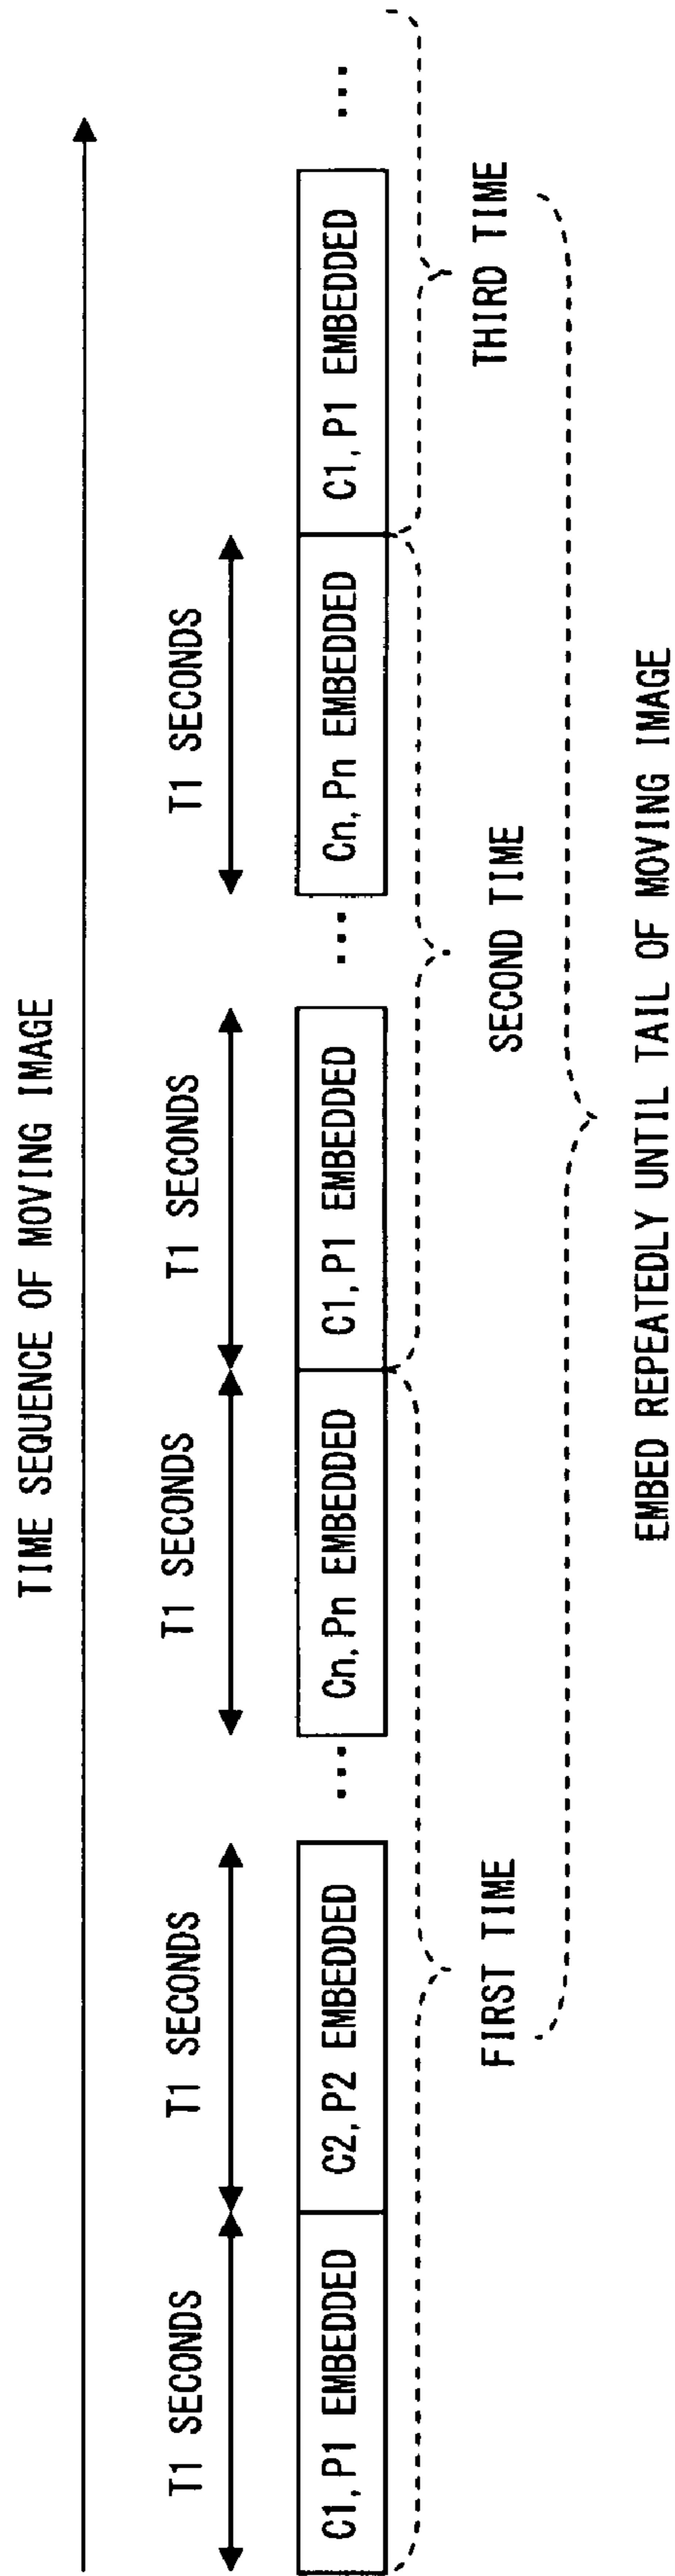 TIME SEQUENCE OF MOVING IMAGE
T1 SECONDS
T1 SECONDS
T1 SECONDS
T1 SECONDS
T1 SECONDS
C1, P1 EMBEDDED
C2, P2 EMBEDDED
...
Cn, Pn EMBEDDED
C1, P1 EMBEDDED
...
Cn, Pn EMBEDDED
C1, P1 EMBEDDED
...
FIRST TIME
SECOND TIME
THIRD TIME
EMBED REPEATEDLY UNTIL TAIL OF MOVING IMAGE